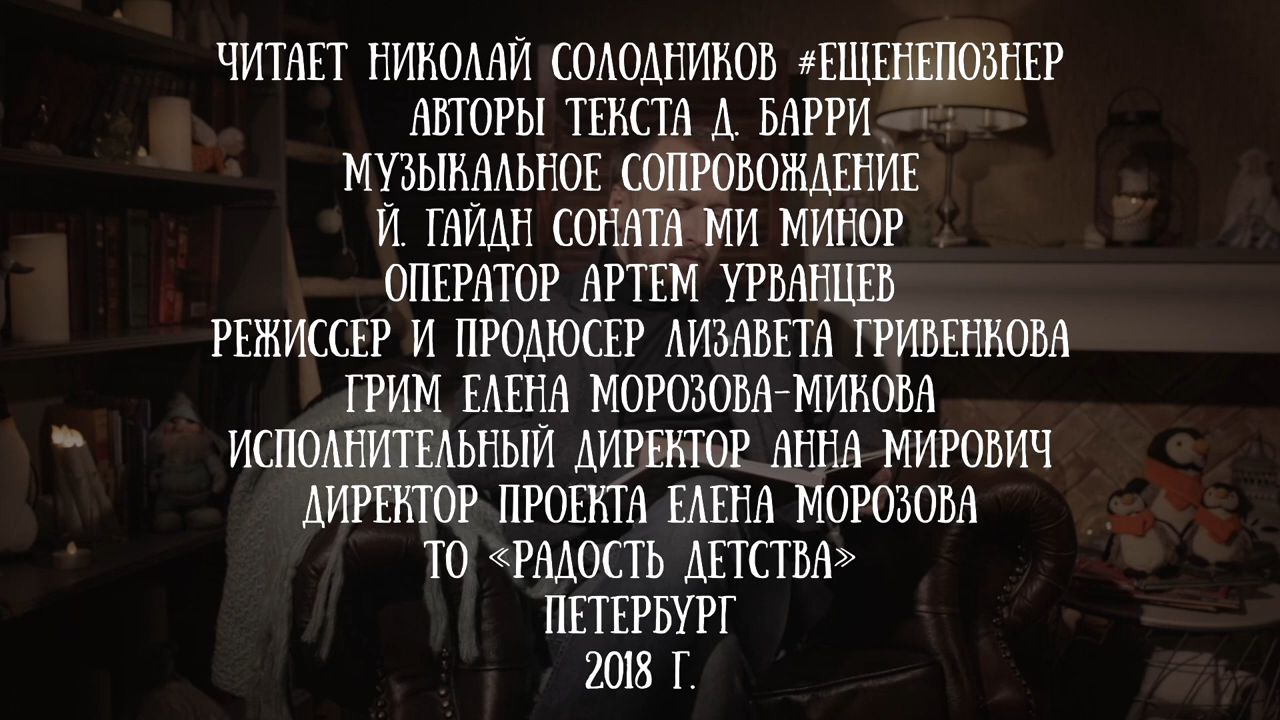 ЧИТАЕТ НИКОЛАЙ СОЛОДНИКОВ #ЕЩЕНЕПОЗНЕР
АВТОРЫ ТЕКСТА Д. БАРРИ
МУЗЫКАЛЬНОЕ СОПРОВОЖДЕНИЕ
Й. ГАЙДН СОНАТА МИ МИНОР
ОПЕРАТОР АРТЕМ УРВАНЦЕВ
РЕЖИССЕР И ПРОДЮСЕР ЛИЗАВЕТА ГРИВЕНКОВА
ГРИМ ЕЛЕНА МОРОЗОВА-МИКОВА
ИСПОЛНИТЕЛЬНЫЙ ДИРЕКТОР АННА МИРОВИЧ
ДИРЕКТОР ПРОЕКТА ЕЛЕНА МОРОЗОВА
ТО «РАДОСТЬ ДЕТСТВА»
ПЕТЕРБУРГ
2018 Г.